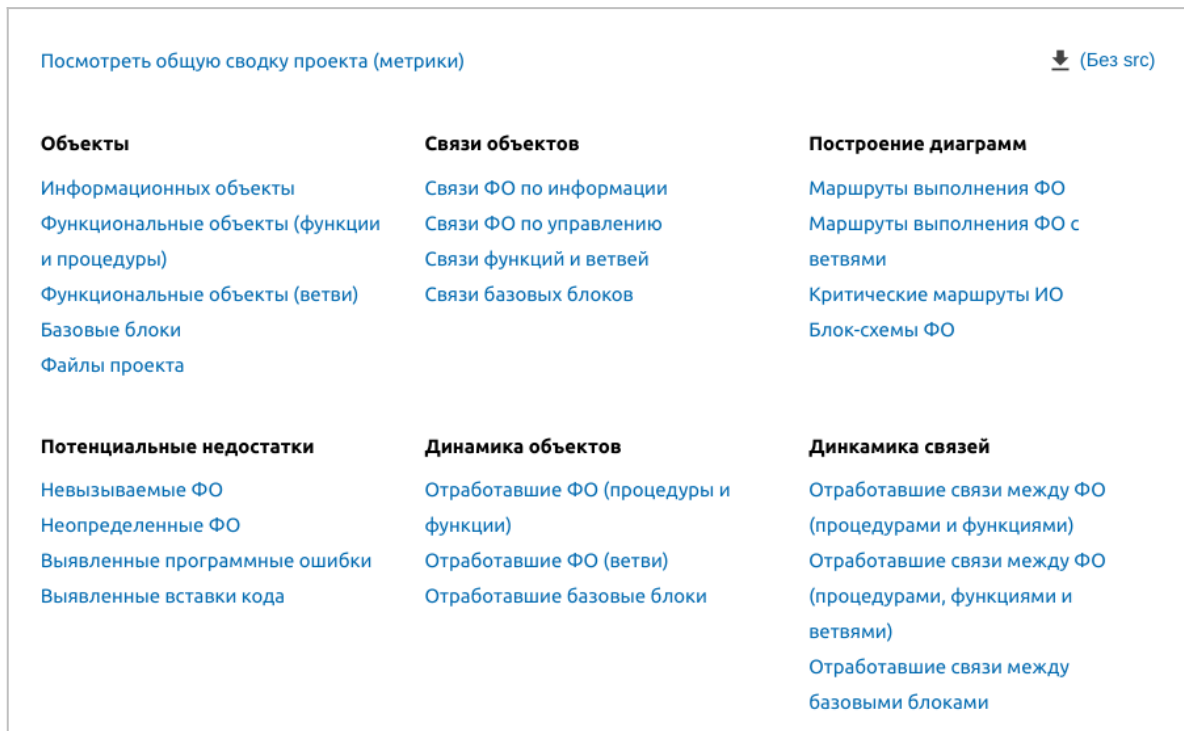 Посмотреть общую сводку проекта (метрики)
(Без src)
Объекты
Информационных объекты
Функциональные объекты (функции
и процедуры)
Функциональные объекты (ветви)
Базовые блоки
Файлы проекта
Связи объектов
Связи ФО по информации
Связи ФО по управлению
Связи функций и ветвей
Связи базовых блоков
Построение диаграмм
Маршруты выполнения ФО
Маршруты выполнения ФО с
ветвями
Критические маршруты ИО
Блок-схемы ФО
Потенциальные недостатки
Невызываемые ФО
Неопределенные ФО
Выявленные программные ошибки
Выявленные вставки кода
Динамика объектов
Отработавшие ФО (процедуры и
функции)
Отработавшие ФО (ветви)
Отработавшие базовые блоки
Динкамика связей
Отработавшие связи между ФО
(процедурами и функциями)
Отработавшие связи между ФО
(процедурами, функциями и
ветвями)
Отработавшие связи между
базовыми блоками